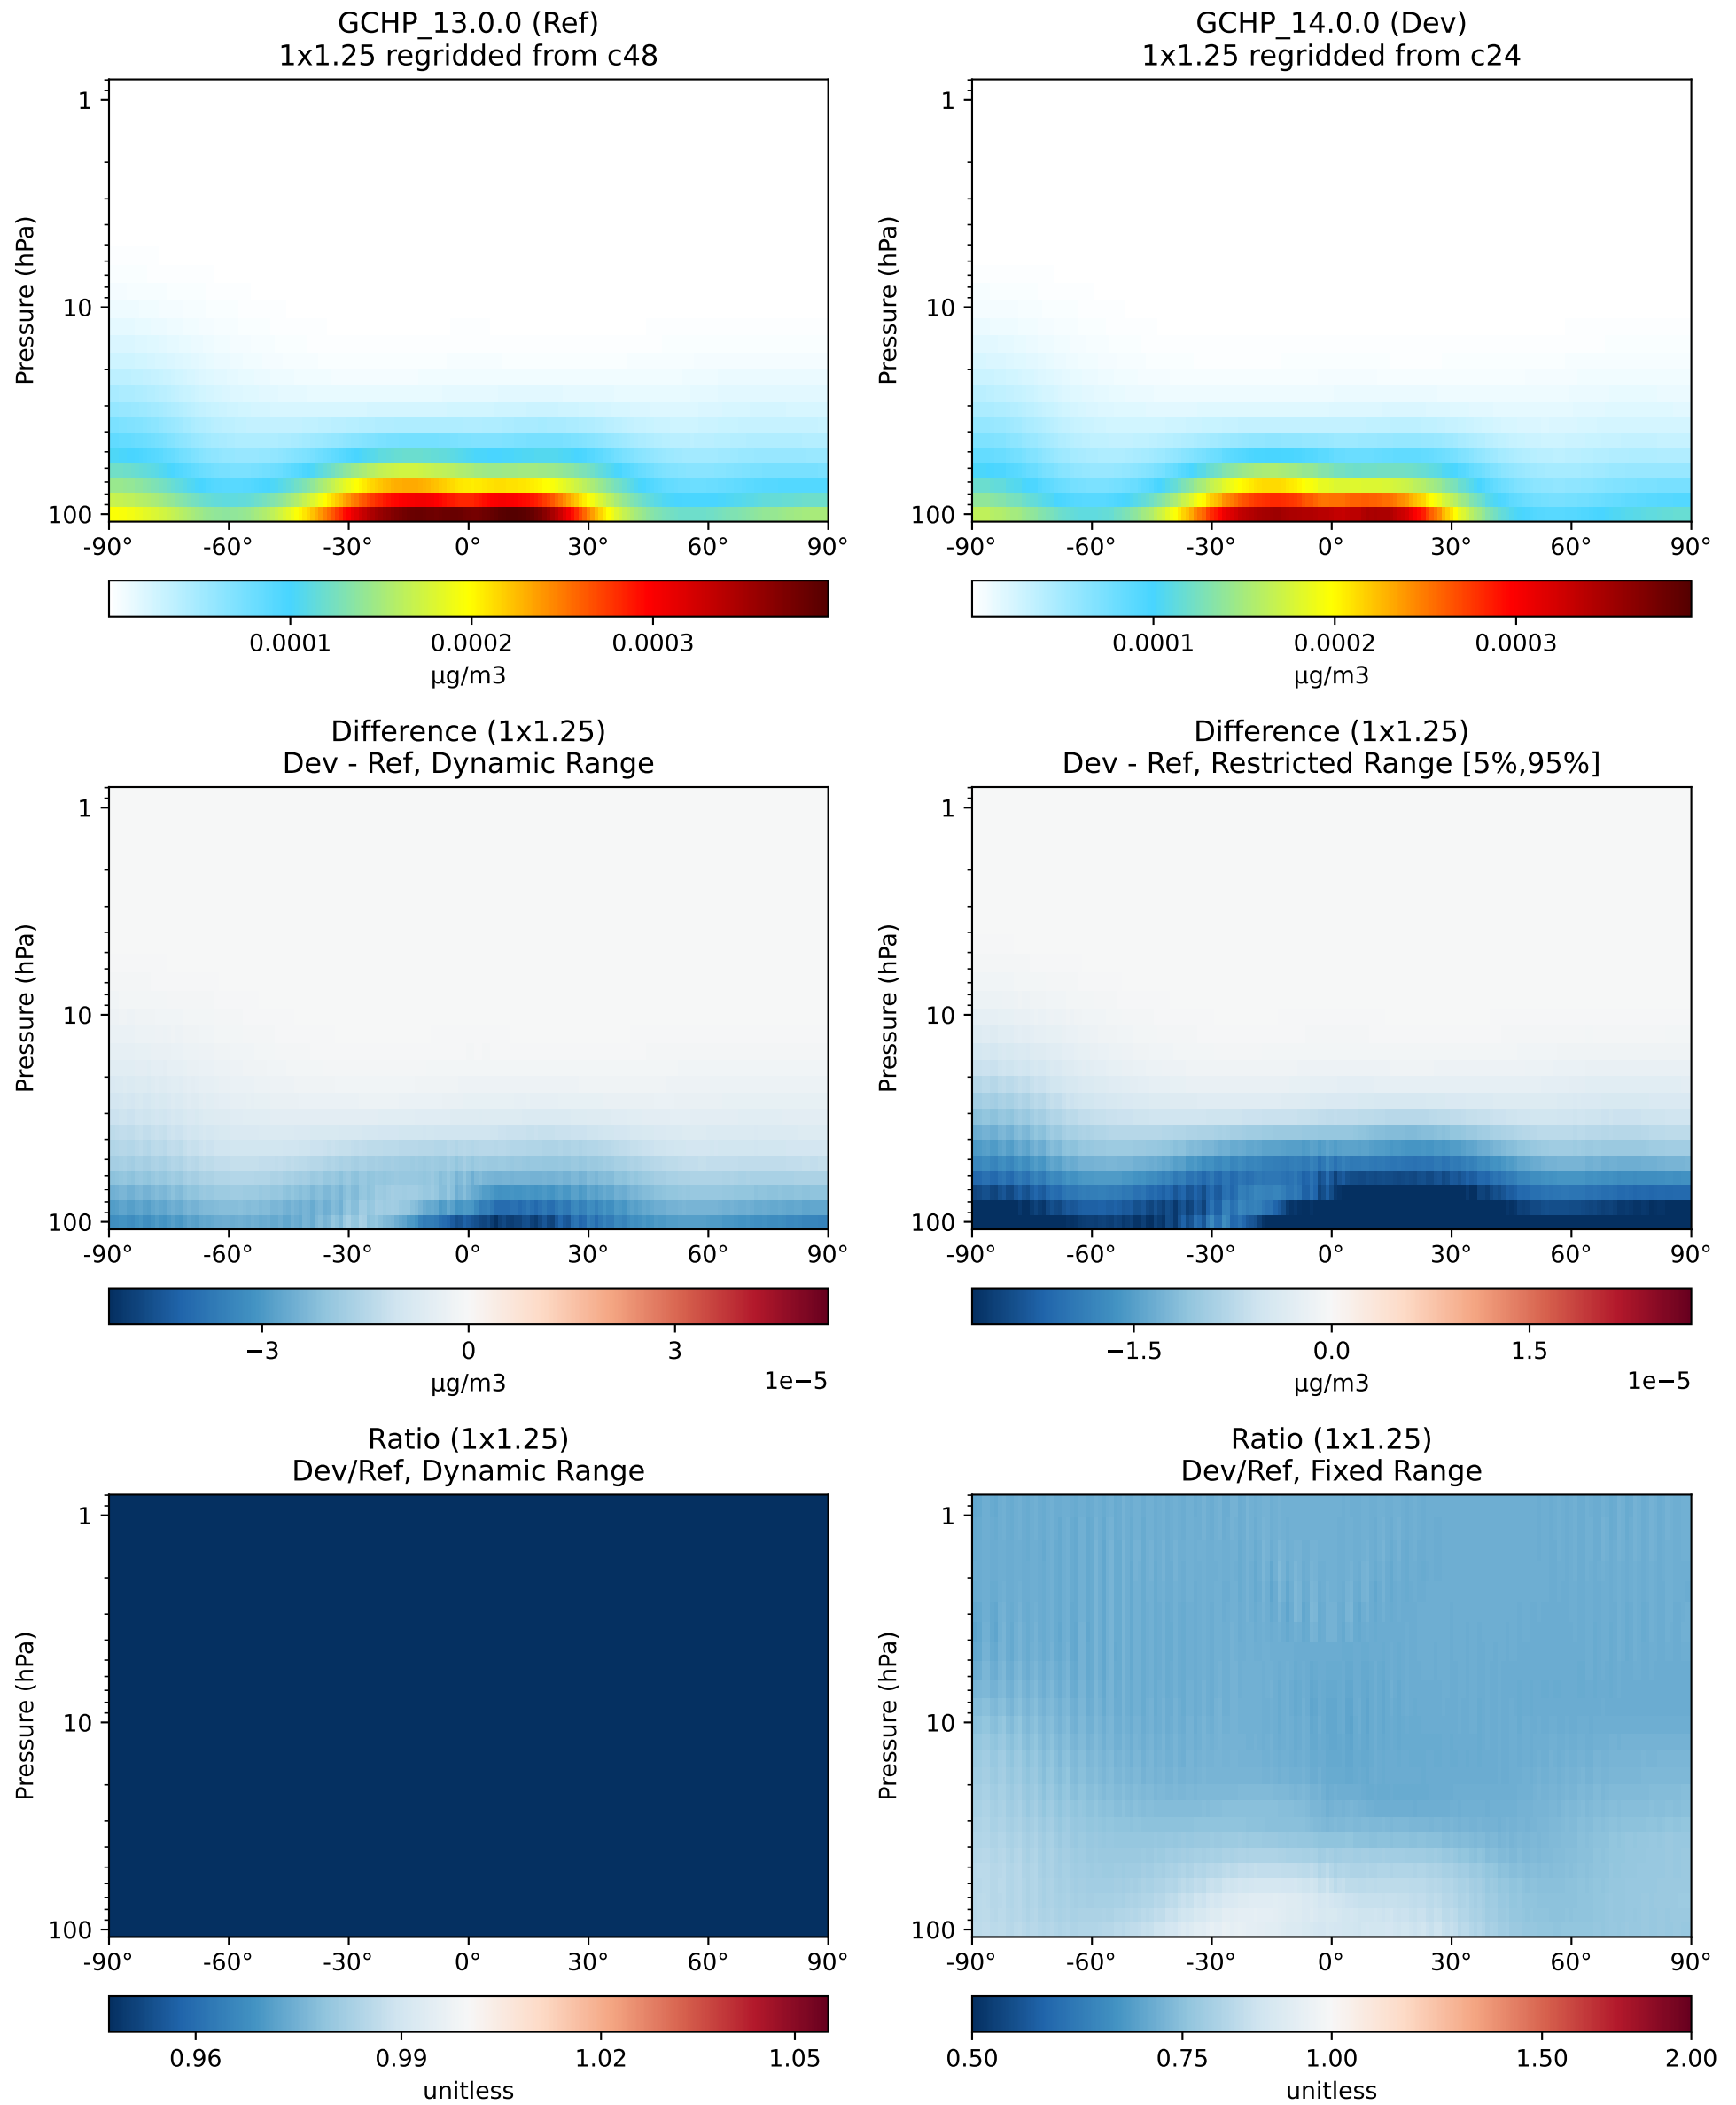 GCHP_13.0.0 (Ref)
1x1.25 regridded from c48
Pressure (hPa)
1
10
100
-90° -60° -30° 0° 30° 60° 90°
0.0001 0.0002 0.0003
µg/m3
GCHP_14.0.0 (Dev)
1x1.25 regridded from c24
Pressure (hPa)
1
10
100
-90° -60° -30° 0° 30° 60° 90°
0.0001 0.0002 0.0003
µg/m3
Difference (1x1.25)
Dev - Ref, Dynamic Range
Pressure (hPa)
1
10
100
-90° -60° -30° 0° 30° 60° 90°
−3 0 3
µg/m3 1e−5
Difference (1x1.25)
Dev - Ref, Restricted Range [5%,95%]
Pressure (hPa)
1
10
100
-90° -60° -30° 0° 30° 60° 90°
−1.5 0.0 1.5
µg/m3 1e−5
Ratio (1x1.25)
Dev/Ref, Dynamic Range
Pressure (hPa)
1
10
100
-90° -60° -30° 0° 30° 60° 90°
0.96 0.99 1.02 1.05
unitless
Ratio (1x1.25)
Dev/Ref, Fixed Range
Pressure (hPa)
1
10
100
-90° -60° -30° 0° 30° 60° 90°
0.50 0.75 1.00 1.50 2.00
unitless